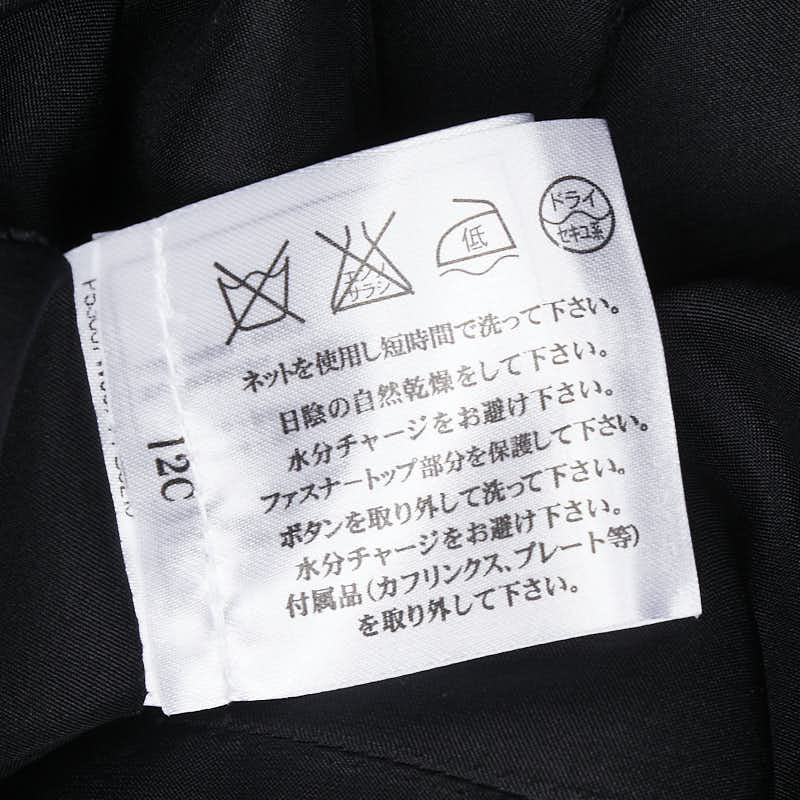 エンソ
サラシ
低
ドライ
セキユ系
ネットを使用し短時間で洗って下さい。
日陰の自然乾燥をして下さい。
水分チャージをお避け下さい。
ファスナートップ部分を保護して下さい。
ボタンを取り外して洗って下さい。
水分チャージをお避け下さい。
付属品(カフリンクス、プレート等)
を取り外して下さい。
12C